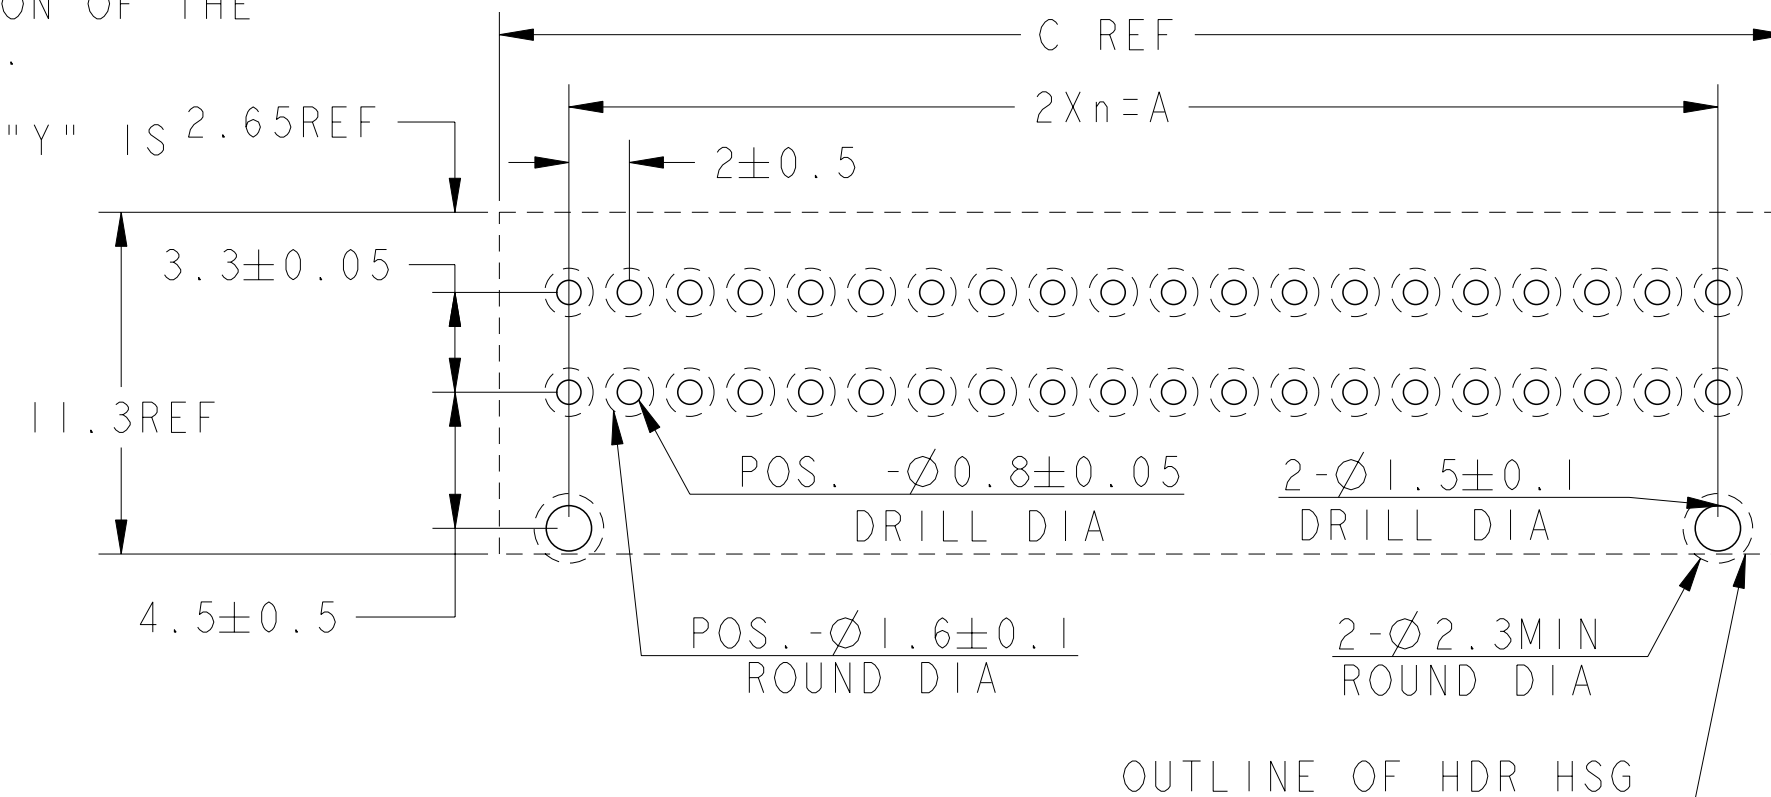 ON OF THE
.
"Y" IS
C REF
2Xn=A
2.65REF
2±0.5
3.3±0.05
11.3REF
POS. -Ø0.8±0.05
DRILL DIA
2-Ø1.5±0.1
DRILL DIA
4.5±0.5
POS.-Ø1.6±0.1
ROUND DIA
2-Ø2.3MIN
ROUND DIA
OUTLINE OF HDR HSG